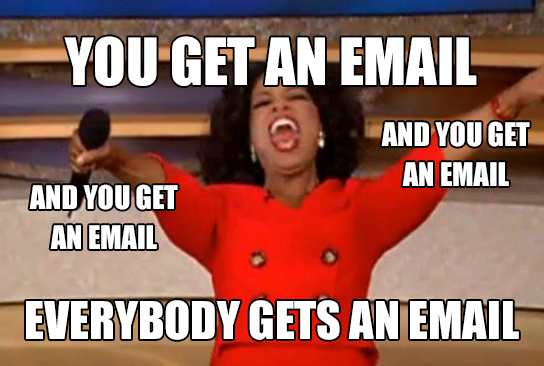 YOU GET AN EMAIL
AND YOU GET
AN EMAIL
AND YOU GET
AN EMAIL
EVERYBODY GETS AN EMAIL